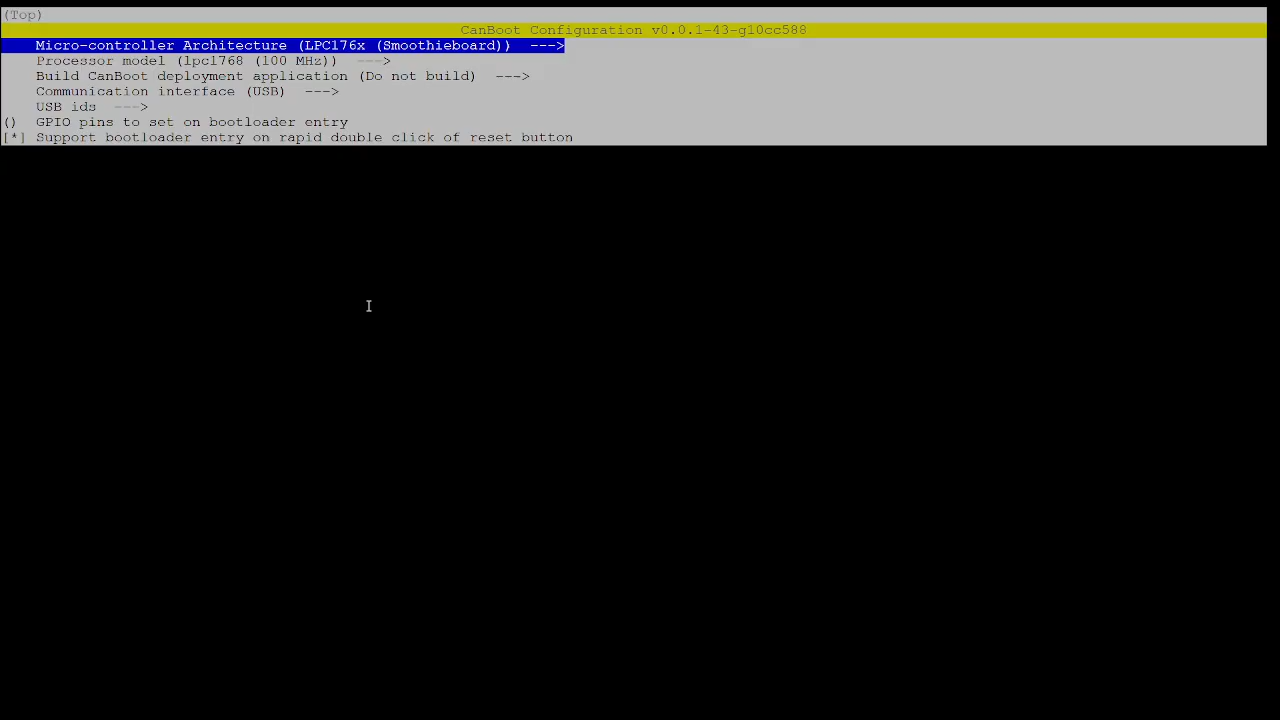 (Top)
CanBoot Configuration v0.0.1-43-g10cc588
Micro-controller Architecture (LPC176x (Smoothieboard)) --->
Processor model (lpc1768 (100 MHz)) --->
Build CanBoot deployment application (Do not build) --->
Communication interface (USB) --->
USB ids --->
() GPIO pins to set on bootloader entry
[*] Support bootloader entry on rapid double click of reset button